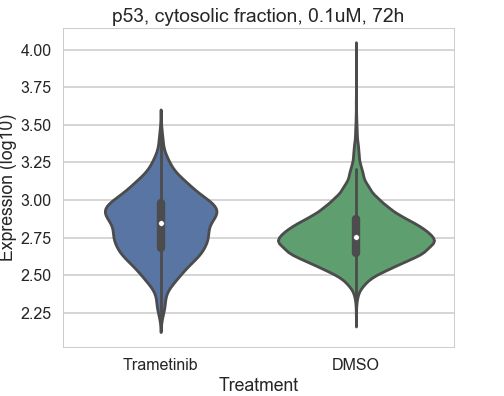 p53, cytosolic fraction, 0.1uM, 72h
4.00
3.75
3.50
3.25
3.00
2.75
2.50
2.25
Expression (log10)
Trametinib DMSO
Treatment